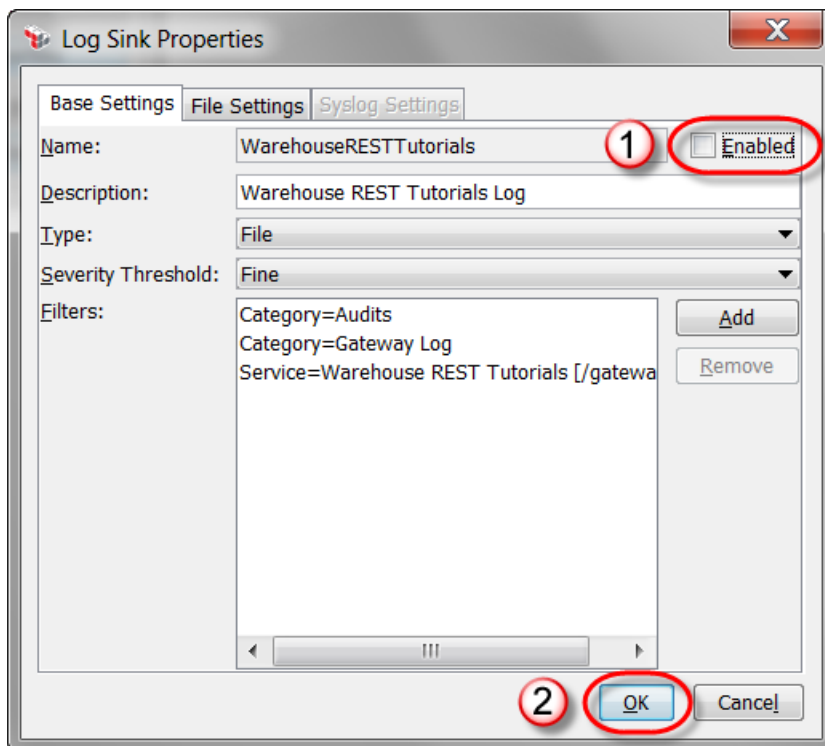 Log Sink Properties
X
Base Settings File Settings Syslog Settings
Name: WarehouseRESTTutorials 1 Enabled
Description: Warehouse REST Tutorials Log
Type: File
Severity Threshold: Fine
Filters: Category=Audits Add
Category=Gateway Log
Service=Warehouse REST Tutorials [/gatewa Remove
2 OK Cancel